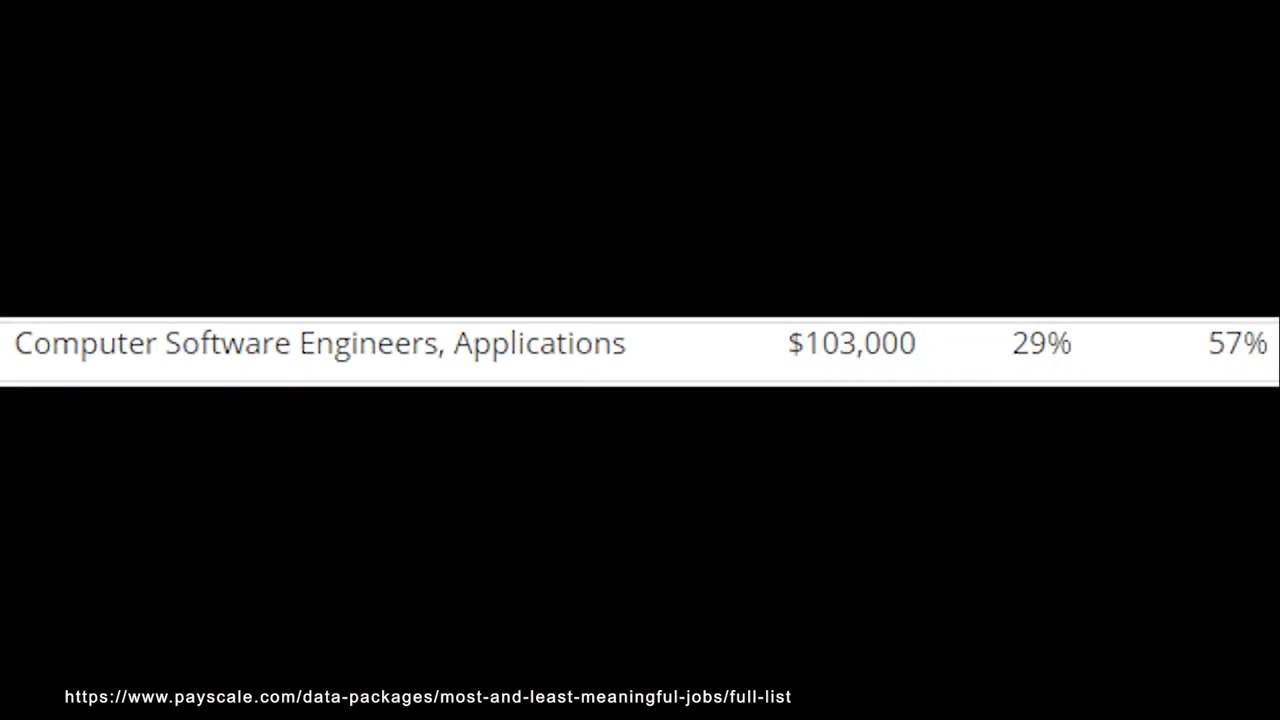 Computer Software Engineers, Applications $103,000 29% 57%
https://www.payscale.com/data-packages/most-and-least-meaningful-jobs/full-list